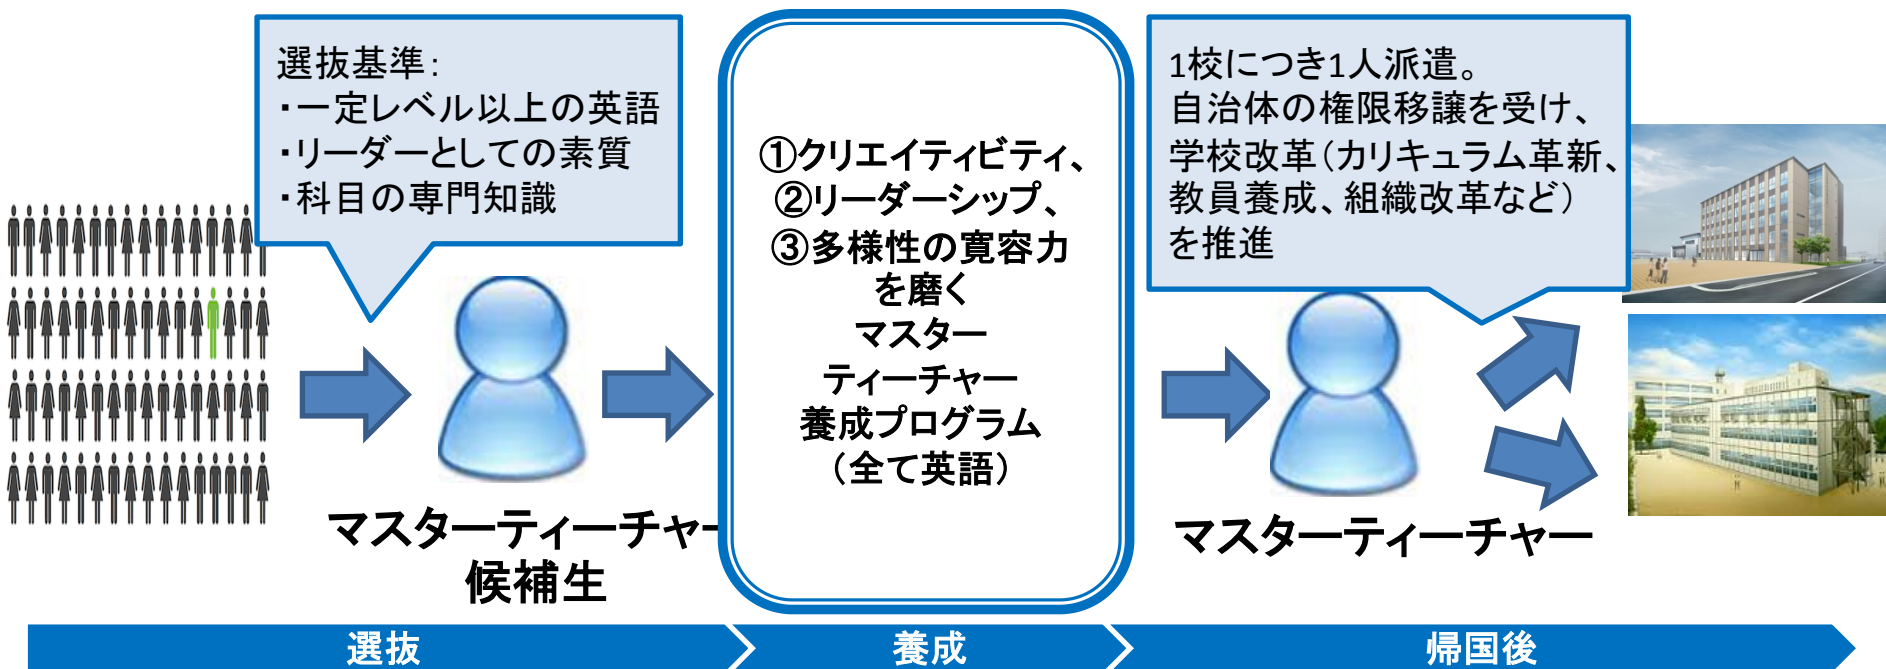 選抜基準：
・一定レベル以上の英語
・リーダーとしての素質
・科目の専門知識
マスターティーチャー
候補生
①クリエイティビティ、
②リーダーシップ、
③多様性の寛容力
を磨く
マスター
ティーチャー
養成プログラム
（全て英語）
1校につき1人派遣。
自治体の権限移譲を受け、
学校改革（カリキュラム革新、
教員養成、組織改革など）
を推進
マスターティーチャー
選抜
養成
帰国後